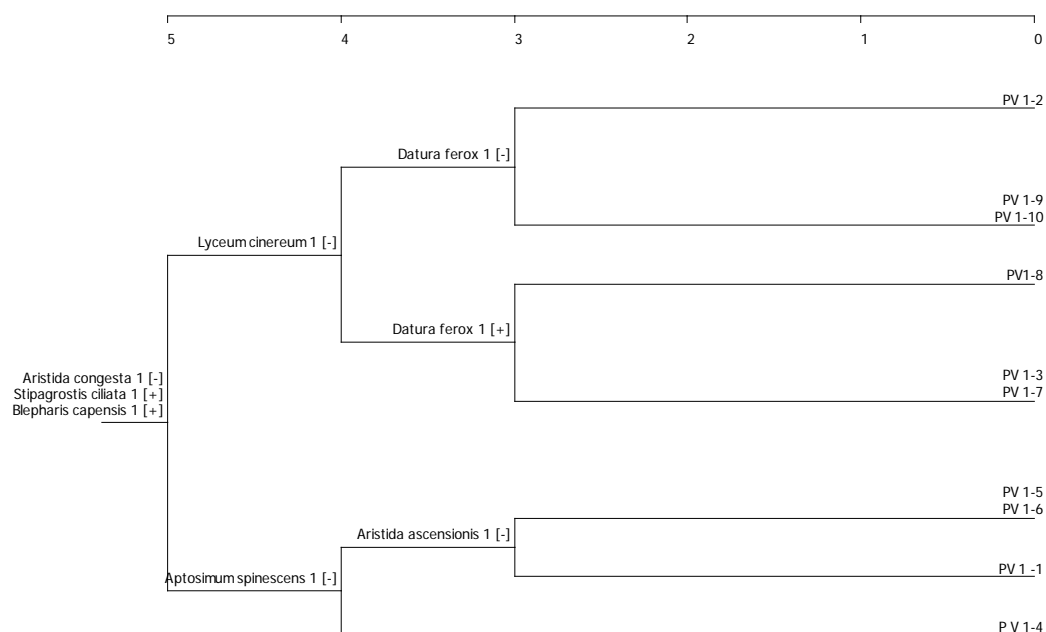 5 4 3 2 1 0
PV 1-2
Datura ferox 1 [-]
PV 1-9
PV 1-10
Lyceum cinereum 1 [-]
PV1-8
Datura ferox 1 [+]
Aristida congesta 1 [-]
Stipagrostis ciliata 1 [+]
Blepharis capensis 1 [+]
PV 1-3
PV 1-7
PV 1-5
PV 1-6
Aristida ascensionis 1 [-]
PV 1 -1
Aptosimum spinescens 1 [-]
P V 1-4